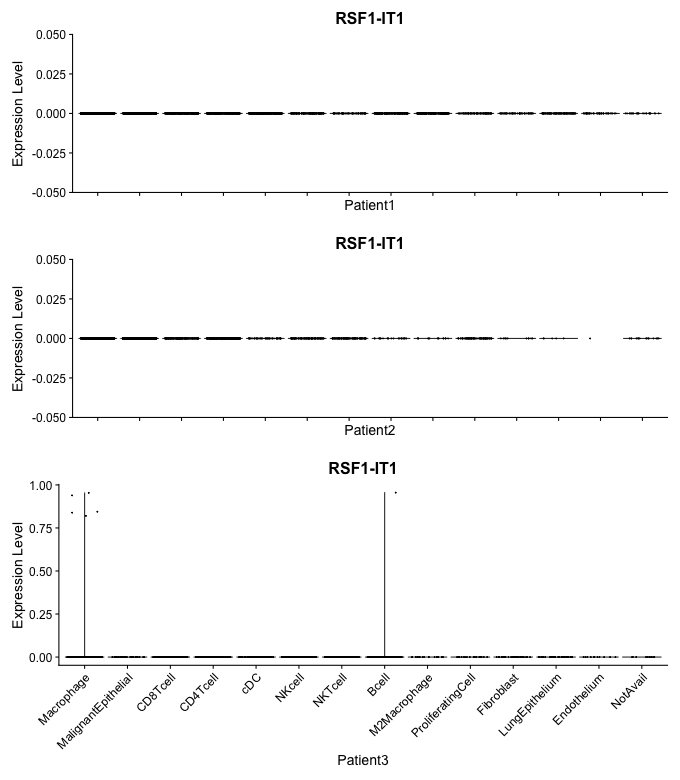 RSF1-IT1
Expression Level
0.050
0.025
0.000
-0.025
-0.050
Patient1
RSF1-IT1
Expression Level
0.050
0.025
0.000
-0.025
-0.050
Patient2
RSF1-IT1
Expression Level
1.00
0.75
0.50
0.25
0.00
Macrophage
MalignantEpithelial
CD8Tcell
CD4Tcell
cDC
NKcell
NKTcell
Bcell
M2Macrophage
ProliferatingCell
Fibroblast
LungEpithelium
Endothelium
NotAvail
Patient3